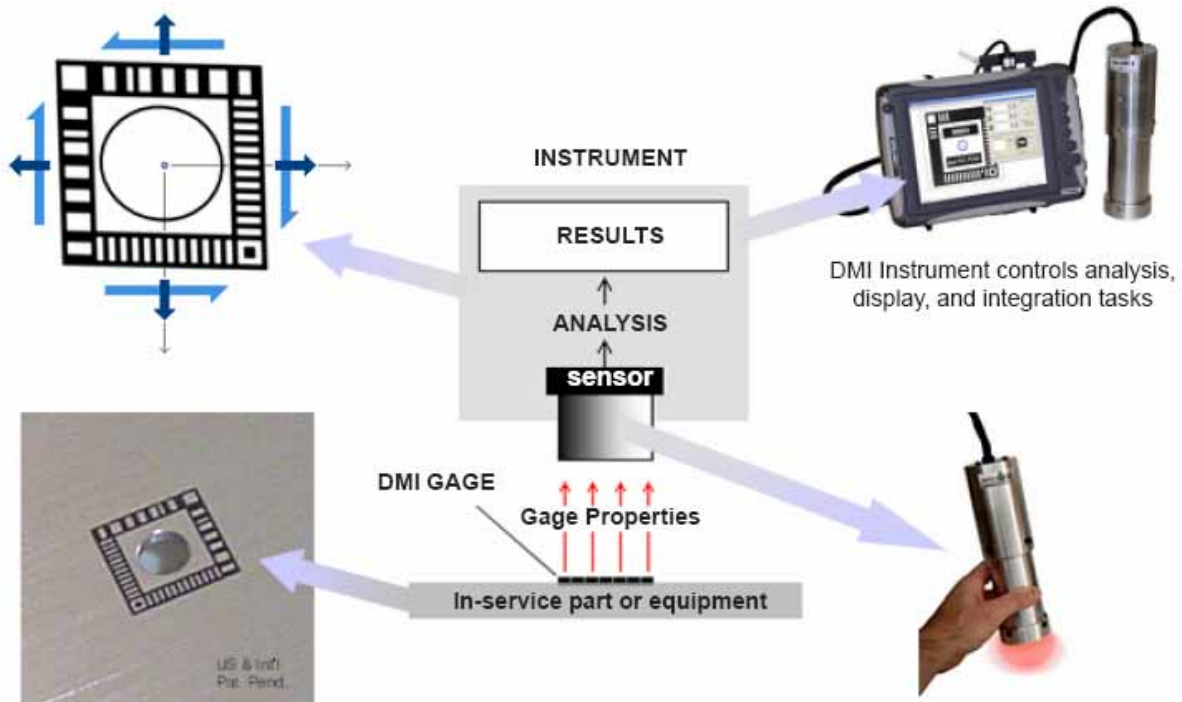 INSTRUMENT
RESULTS
DMI Instrument controls analysis,
display, and integration tasks
ANALYSIS
sensor
DMI GAGE
Gage Properties
In-service part or equipment
US & Int'l
Pat. Pend.